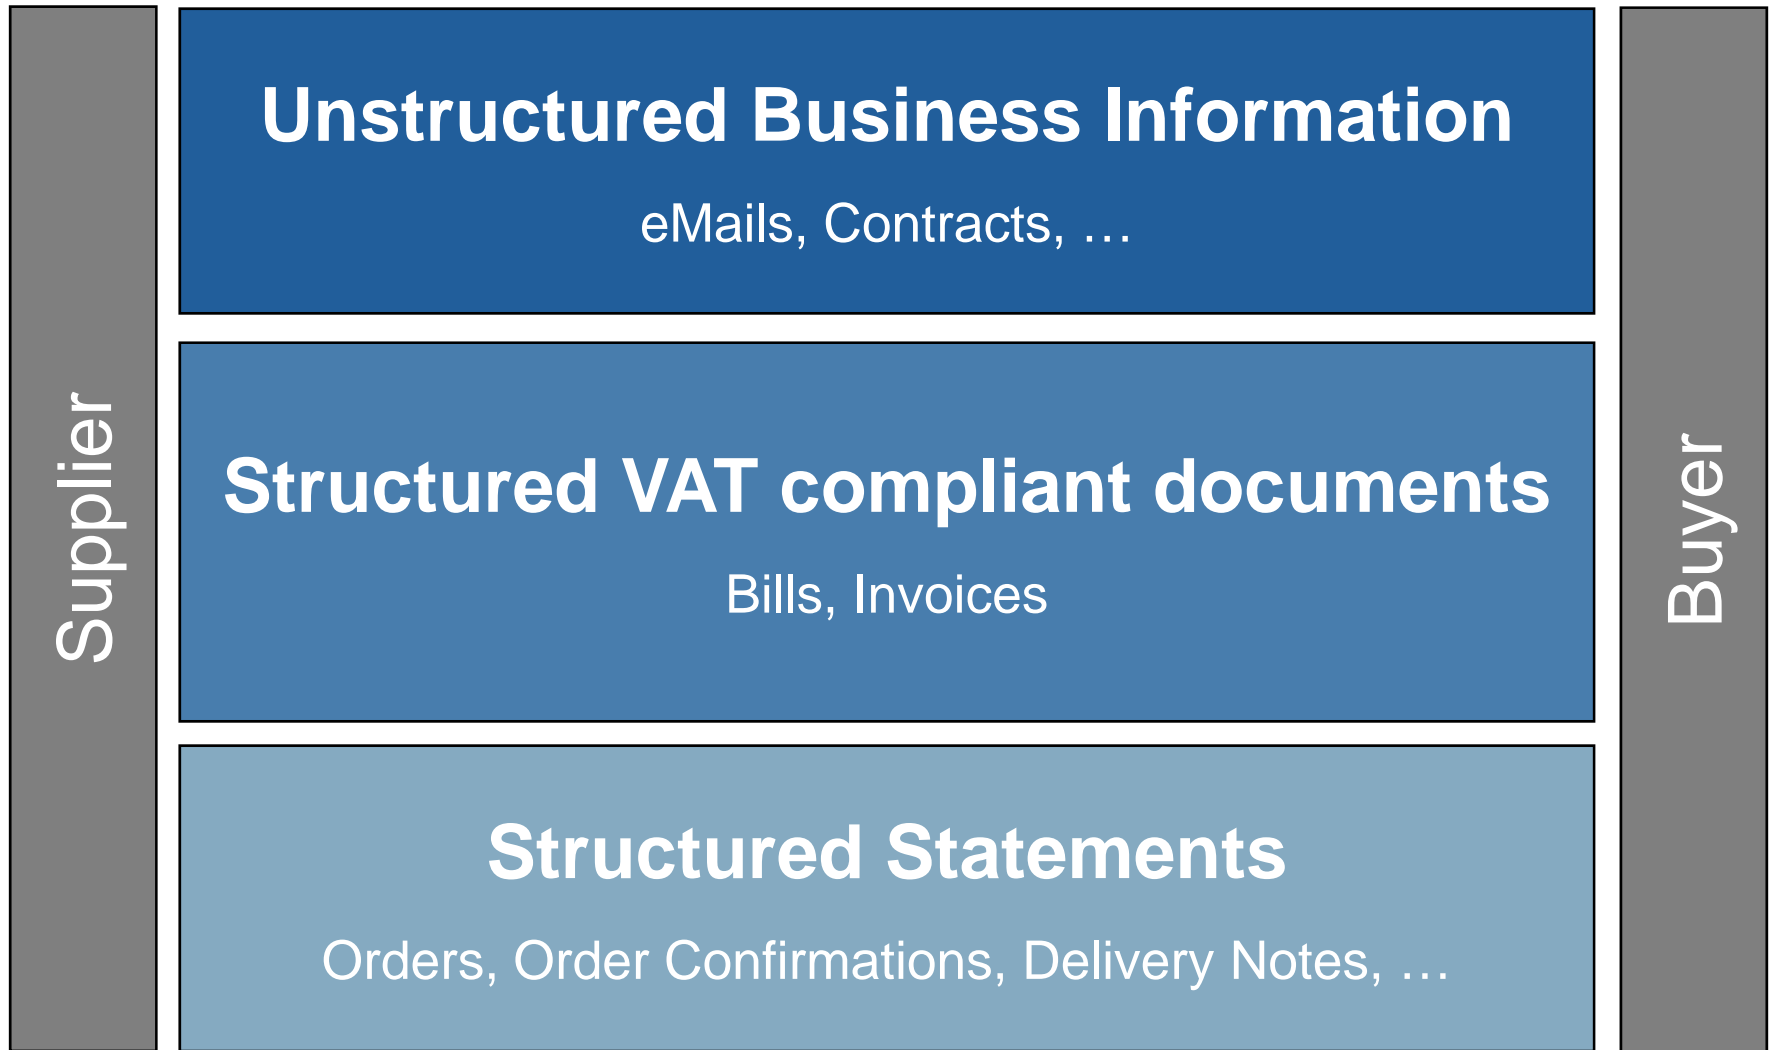 Supplier
Unstructured Business Information
eMails, Contracts, …
Structured VAT compliant documents
Bills, Invoices
Structured Statements
Orders, Order Confirmations, Delivery Notes, …
Buyer